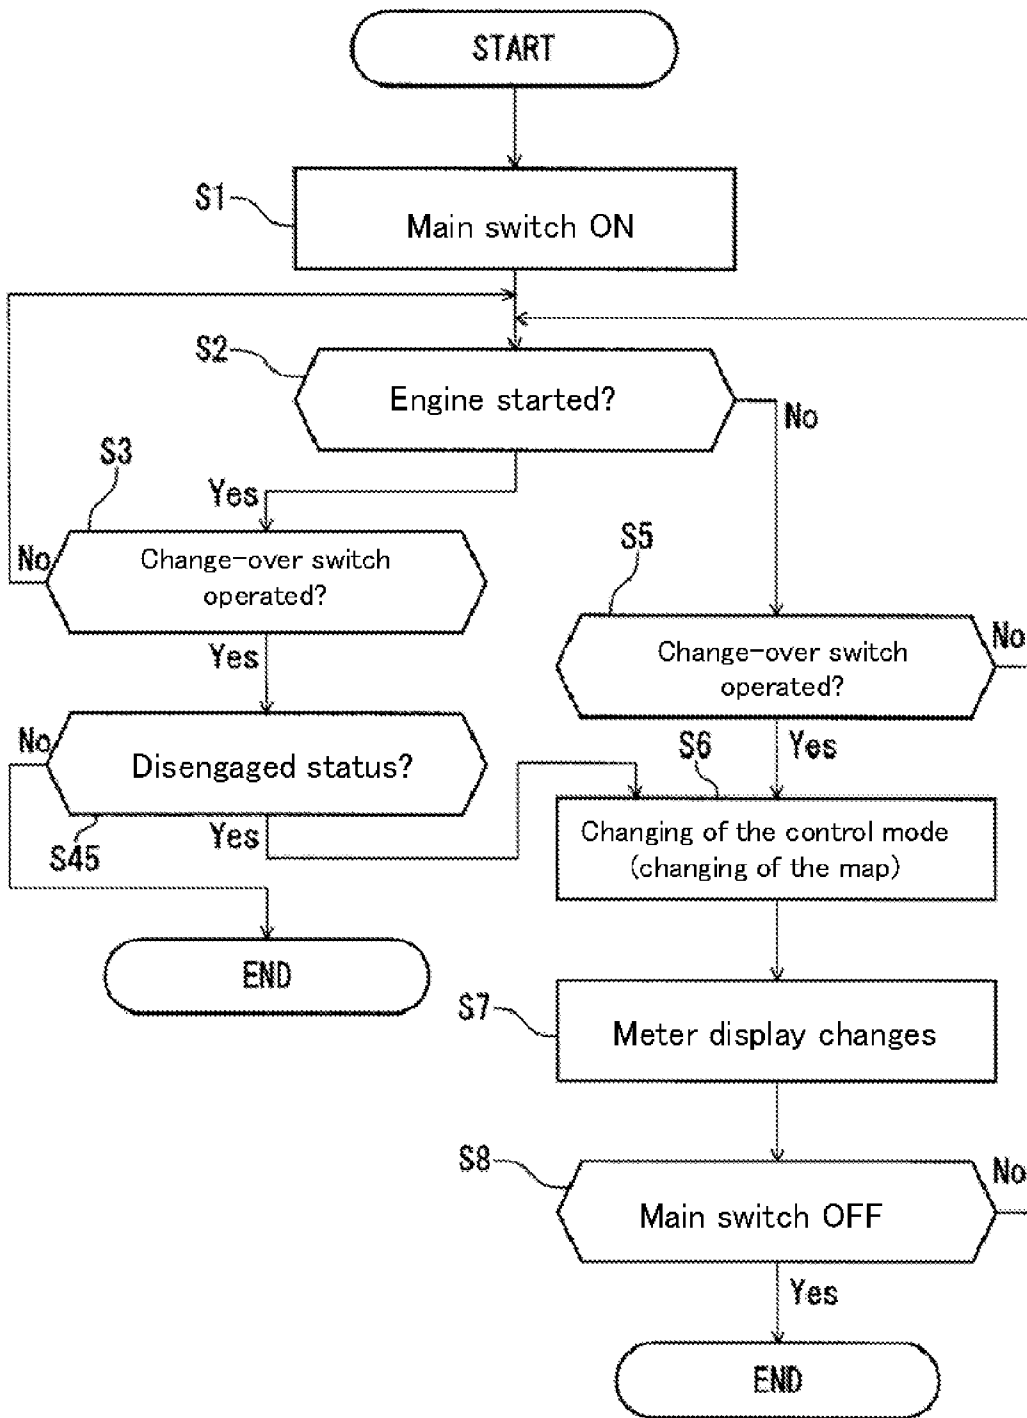 START
S1
Main switch ON
S2
Engine started?
No
Yes
S3
No
Change-over switch
operated?
Yes
S5
Change-over switch
operated?
No
Yes
No
Disengaged status?
S45
Yes
S6
Changing of the control mode
(changing of the map)
END
S7
Meter display changes
S8
Main switch OFF
No
Yes
END